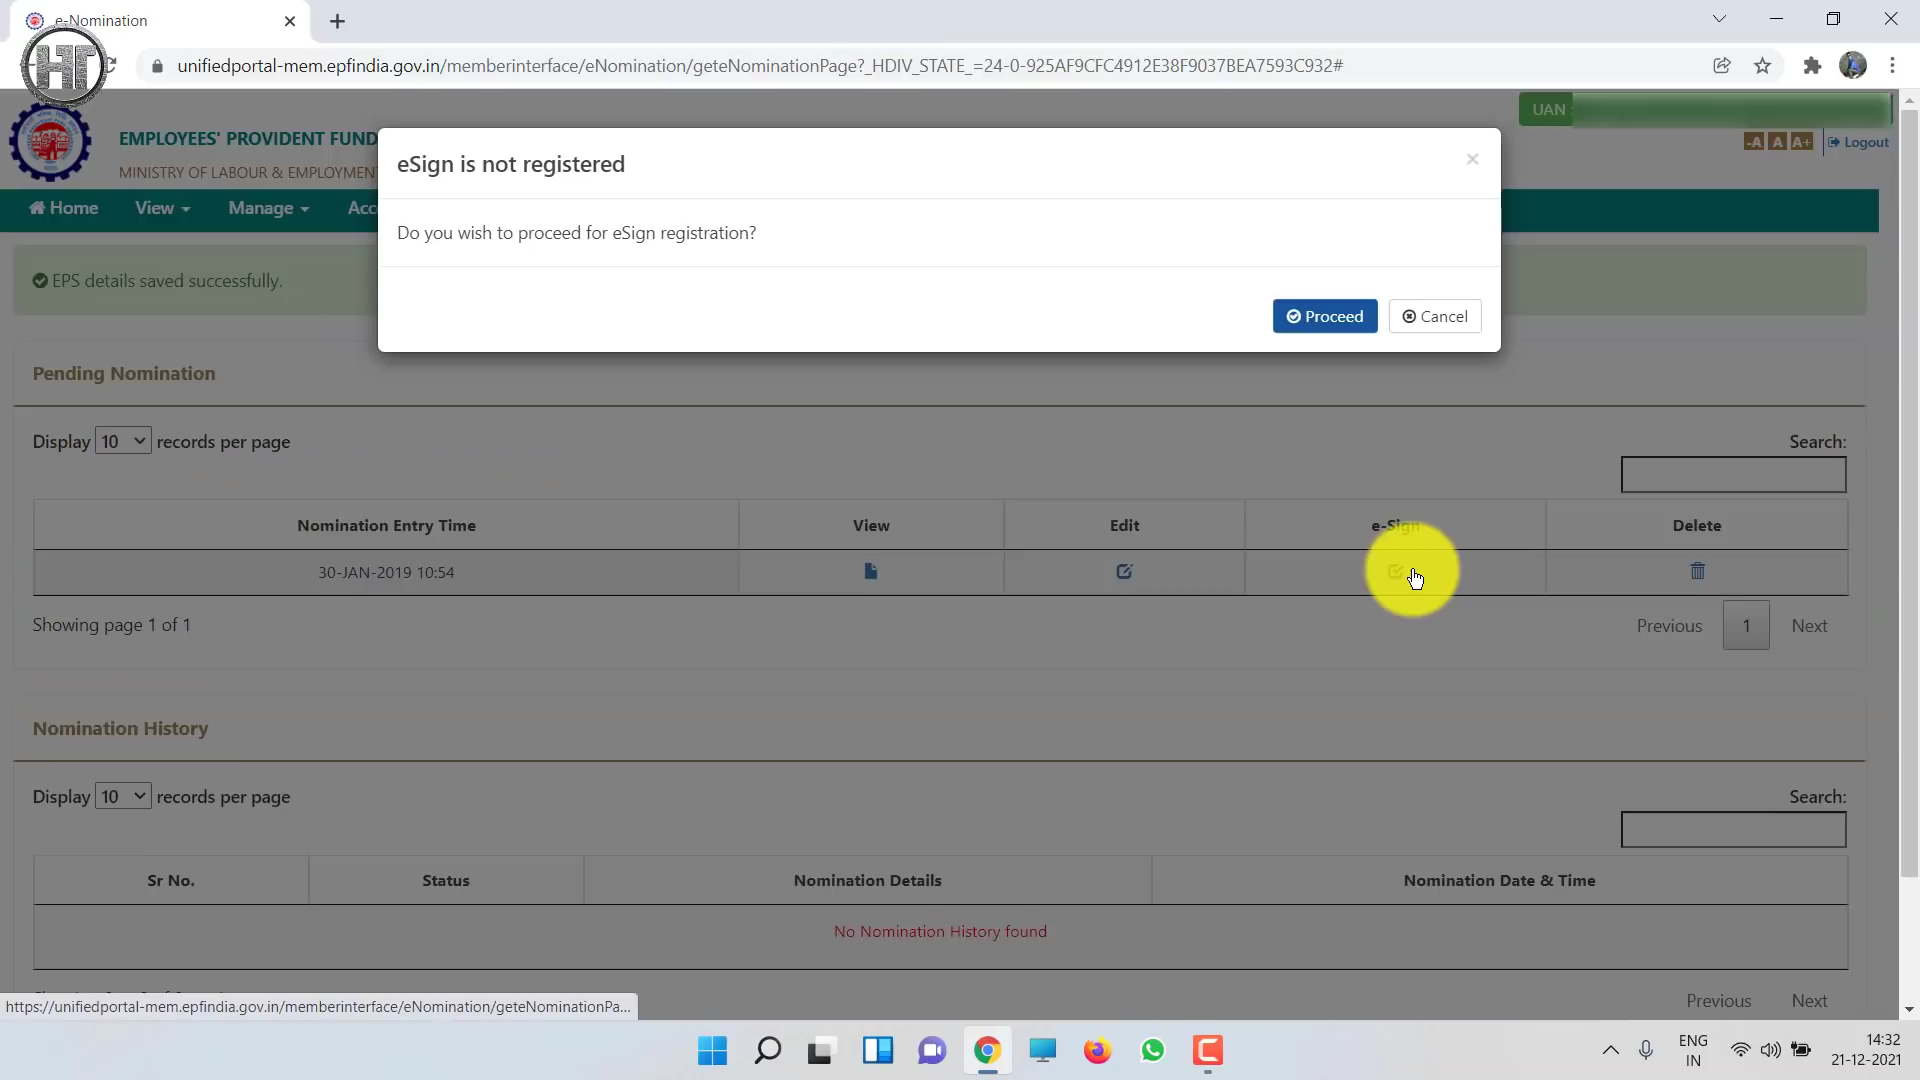 e-Nomination
HT
unifiedportal-mem.epfindia.gov.in/memberinterface/eNomination/geteNominationPage?_HDIV_STATE_=24-0-925AF9CFC4912E38F9037BEA7593C932#
UAN :
EMPLOYEES' PROVIDENT FUND
MINISTRY OF LABOUR & EMPLOYMENT
-A A A+ Logout
Home View Manage Acc
eSign is not registered
×
Do you wish to proceed for eSign registration?
Proceed Cancel
EPS details saved successfully.
Pending Nomination
Display 10 records per page
Search:
Nomination Entry Time View Edit e-Sign Delete
30-JAN-2019 10:54
Showing page 1 of 1
Previous 1 Next
Nomination History
Display 10 records per page
Search:
Sr No. Status Nomination Details Nomination Date & Time
No Nomination History found
Previous Next
https://unifiedportal-mem.epfindia.gov.in/memberinterface/eNomination/geteNominationPa...
ENG
IN
14:32
21-12-2021